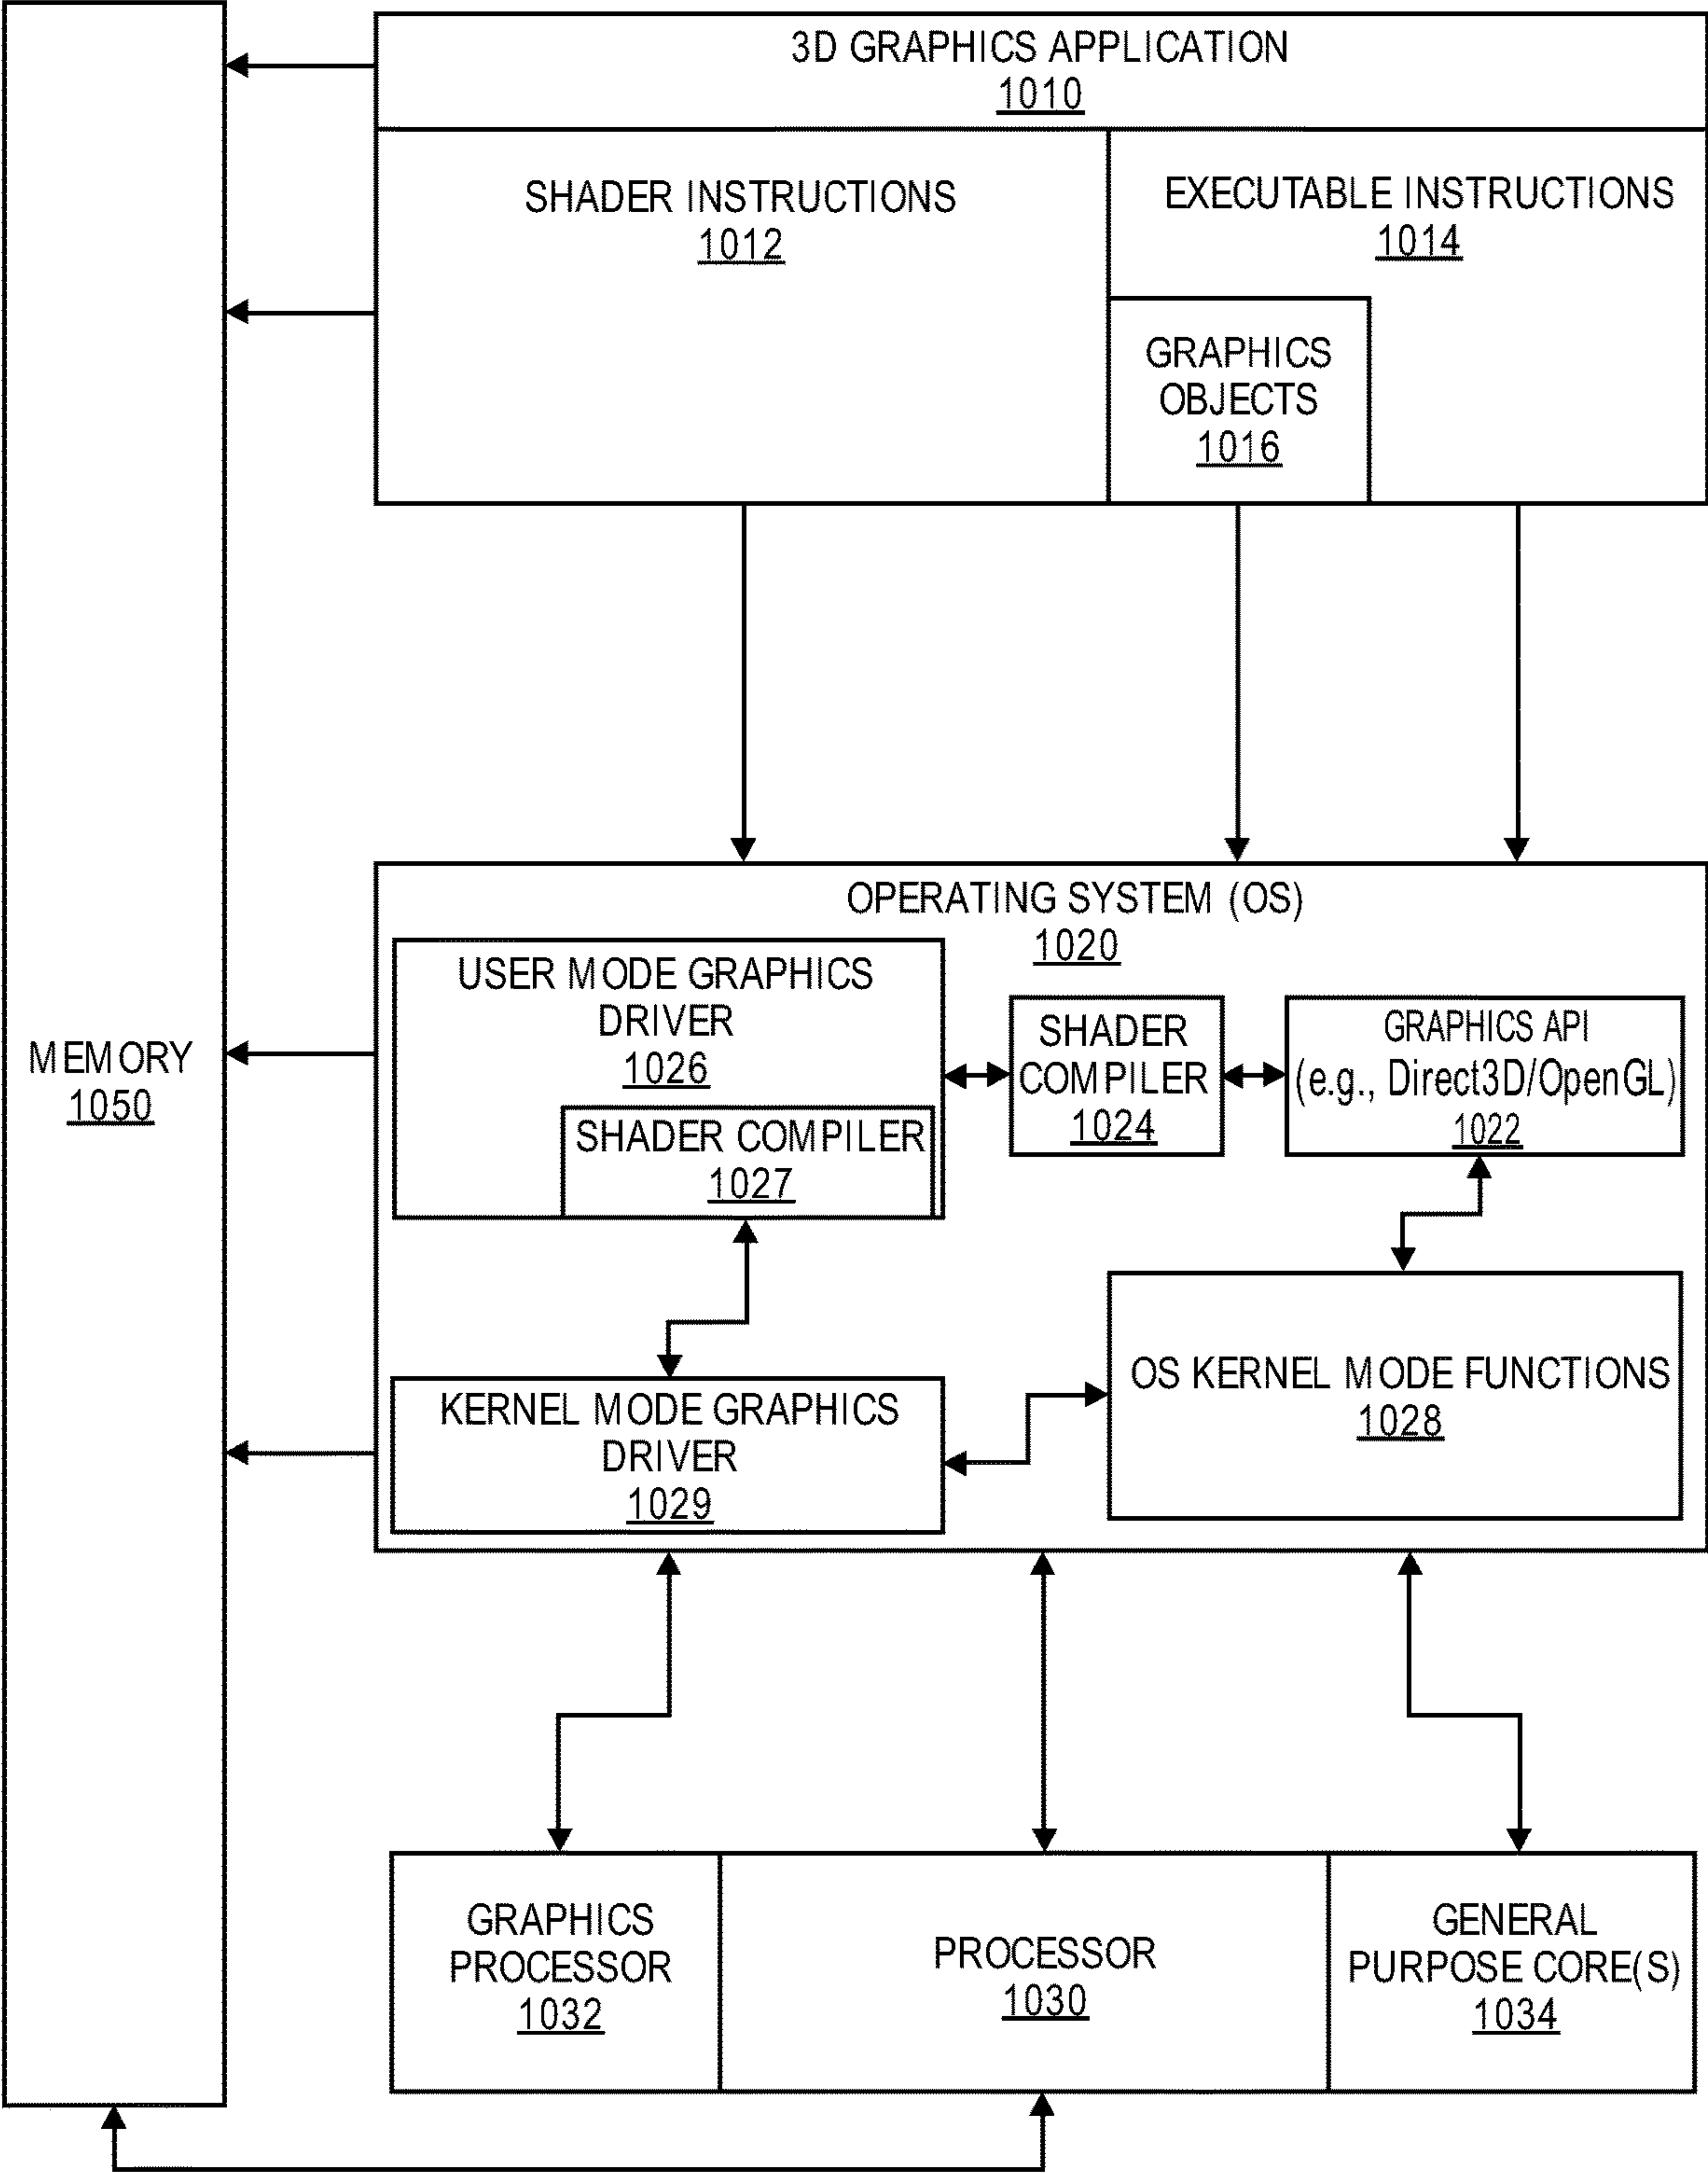 3D GRAPHICS APPLICATION
1010
SHADER INSTRUCTIONS
1012
EXECUTABLE INSTRUCTIONS
1014
GRAPHICS
OBJECTS
1016
MEMORY
1050
OPERATING SYSTEM (OS)
1020
USER MODE GRAPHICS
DRIVER
1026
SHADER COMPILER
1027
SHADER
COMPILER
1024
GRAPHICS API
(e.g., Direct3D/OpenGL)
1022
KERNEL MODE GRAPHICS
DRIVER
1029
OS KERNEL MODE FUNCTIONS
1028
GRAPHICS
PROCESSOR
1032
PROCESSOR
1030
GENERAL
PURPOSE CORE(S)
1034